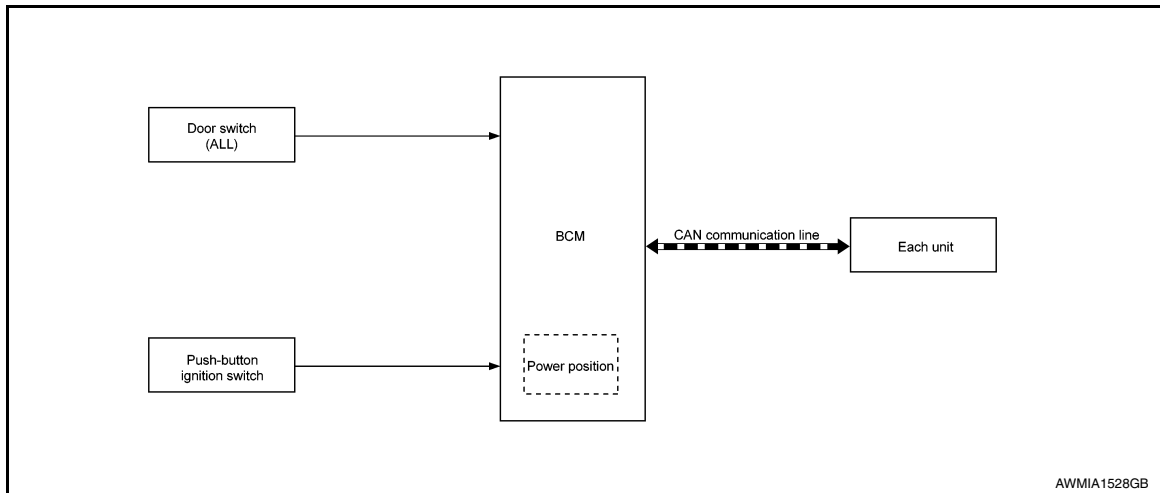 Door switch
(ALL)
BCM
CAN communication line
Each unit
Push-button
ignition switch
Power position
AWMIA1528GB